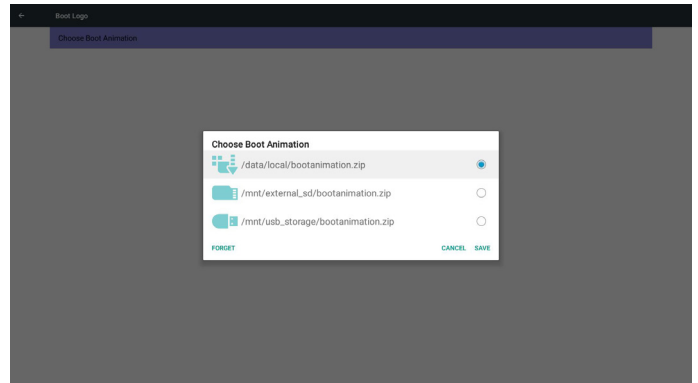 Boot Logo
Choose Boot Animation
Choose Boot Animation
/data/local/bootanimation.zip
/mnt/external_sd/bootanimation.zip
/mnt/usb_storage/bootanimation.zip
FORGET CANCEL SAVE